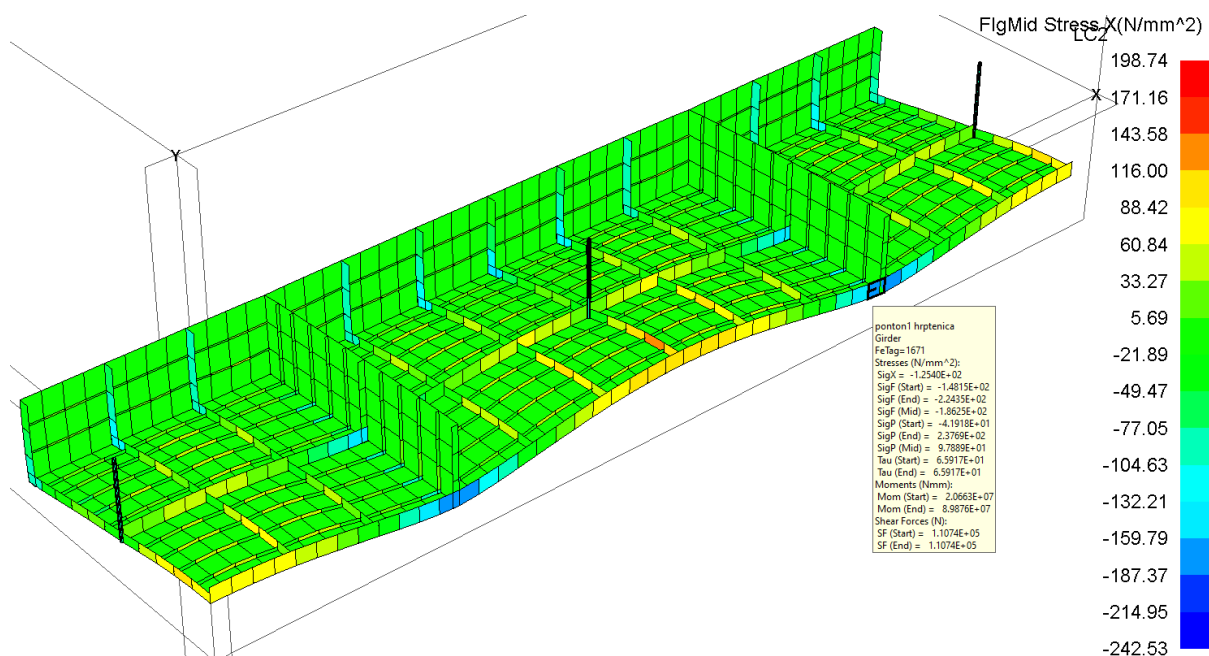 FlgMid Stress X(N/mm^2)
LC2
198.74
171.16
143.58
116.00
88.42
60.84
33.27
5.69
-21.89
-49.47
-77.05
-104.63
-132.21
-159.79
-187.37
-214.95
-242.53
X
Y
ponton1 hrptenica
Girder
FeTag=1671
Stresses (N/mm^2):
SigX = -1.2540E+02
SigF (Start) = -1.4815E+02
SigF (End) = -2.2435E+02
SigF (Mid) = -1.8625E+02
SigP (Start) = -4.1918E+01
SigP (End) = 2.3769E+02
SigP (Mid) = 9.7889E+01
Tau (Start) = 6.5917E+01
Tau (End) = 6.5917E+01
Moments (Nmm):
Mom (Start) = 2.0663E+07
Mom (End) = 8.9876E+07
Shear Forces (N):
SF (Start) = 1.1074E+05
SF (End) = 1.1074E+05